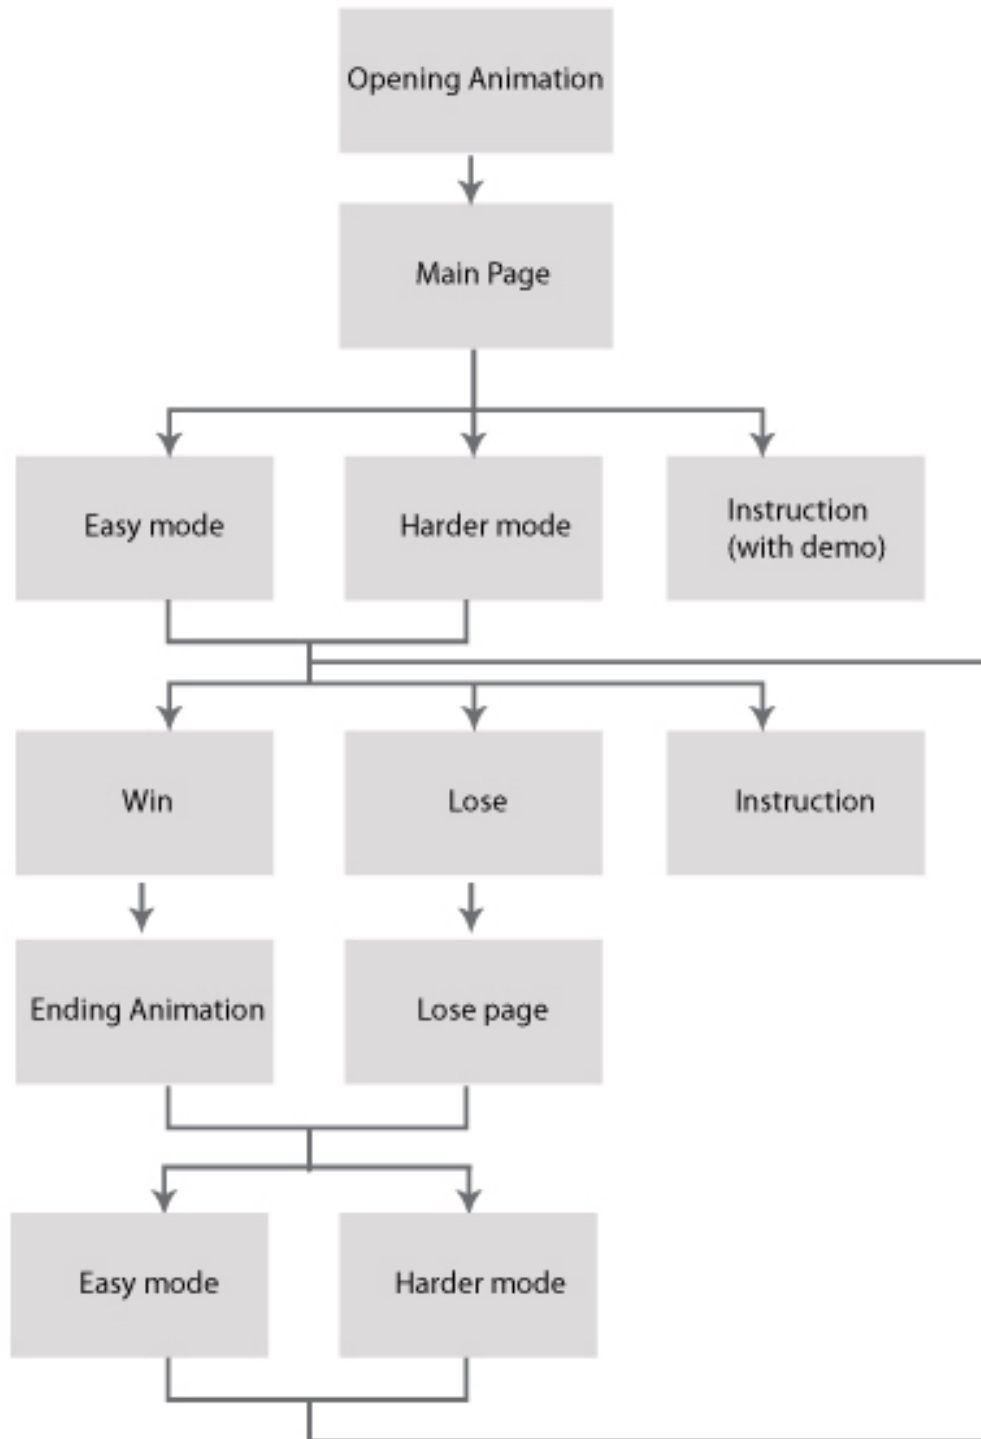 Opening Animation
Main Page
Easy mode
Harder mode
Instruction
(with demo)
Win
Lose
Instruction
Ending Animation
Lose page
Easy mode
Harder mode